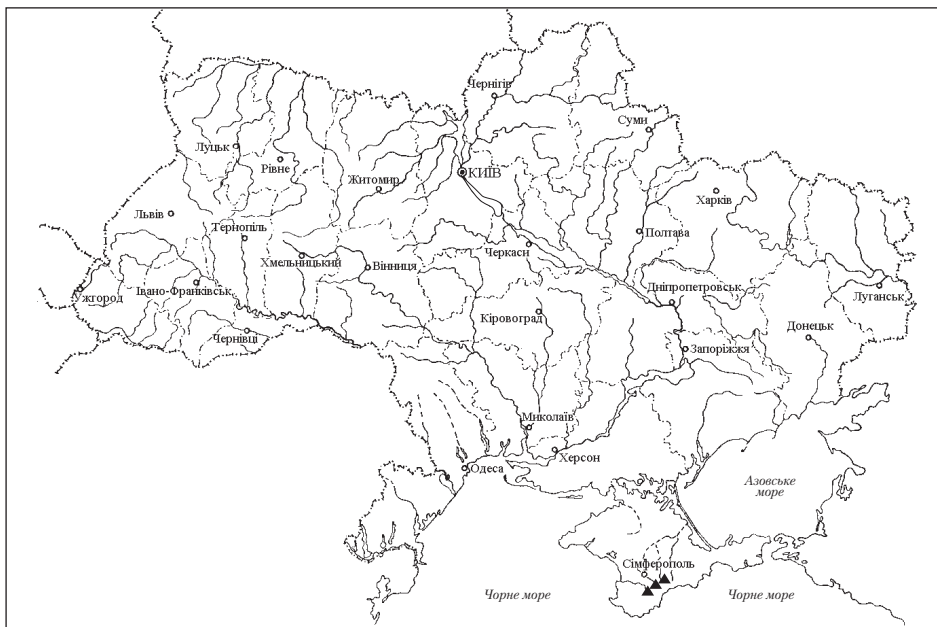 Чернігів
Суми
Луцьк
Рівне
КИЇВ
Житомир
Харків
Львів
Тернопіль
Полтава
Черкаси
Хмельницький
Вінниця
Ужгород
Івано-Франківськ
Дніпропетровськ
Луганськ
Кіровоград
Донецьк
Чернівці
Запоріжжя
Миколаїв
Херсон
Одеса
Азовське
море
Сімферополь
Чорне море
Чорне море